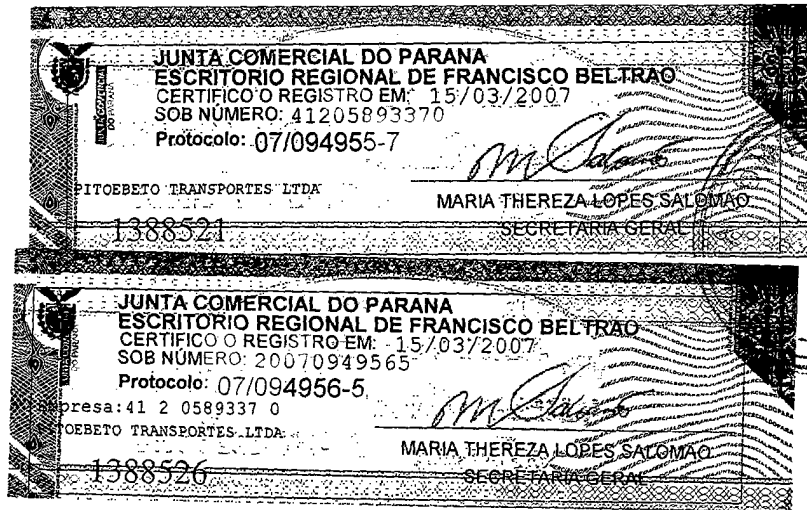 JUNTA COMERCIAL DO PARANA
ESCRITORIO REGIONAL DE FRANCISCO BELTRAO
CERTIFICO O REGISTRO EM: 15/03/2007
SOB NÚMERO: 41205893370
Protocolo: 07/094955-7
PITOEBETO TRANSPORTES LTDA
MARIA THEREZA LOPES SALOMAO
SECRETARIA GERAL
1388521
JUNTA COMERCIAL DO PARANA
ESCRITORIO REGIONAL DE FRANCISCO BELTRAO
CERTIFICO O REGISTRO EM: 15/03/2007
SOB NÚMERO: 20070949565
Protocolo: 07/094956-5
presa:41 2 0589337 0
TOEBETO TRANSPORTES LTDA
MARIA THEREZA LOPES SALOMAO
SECRETARIA GERAL
1388526